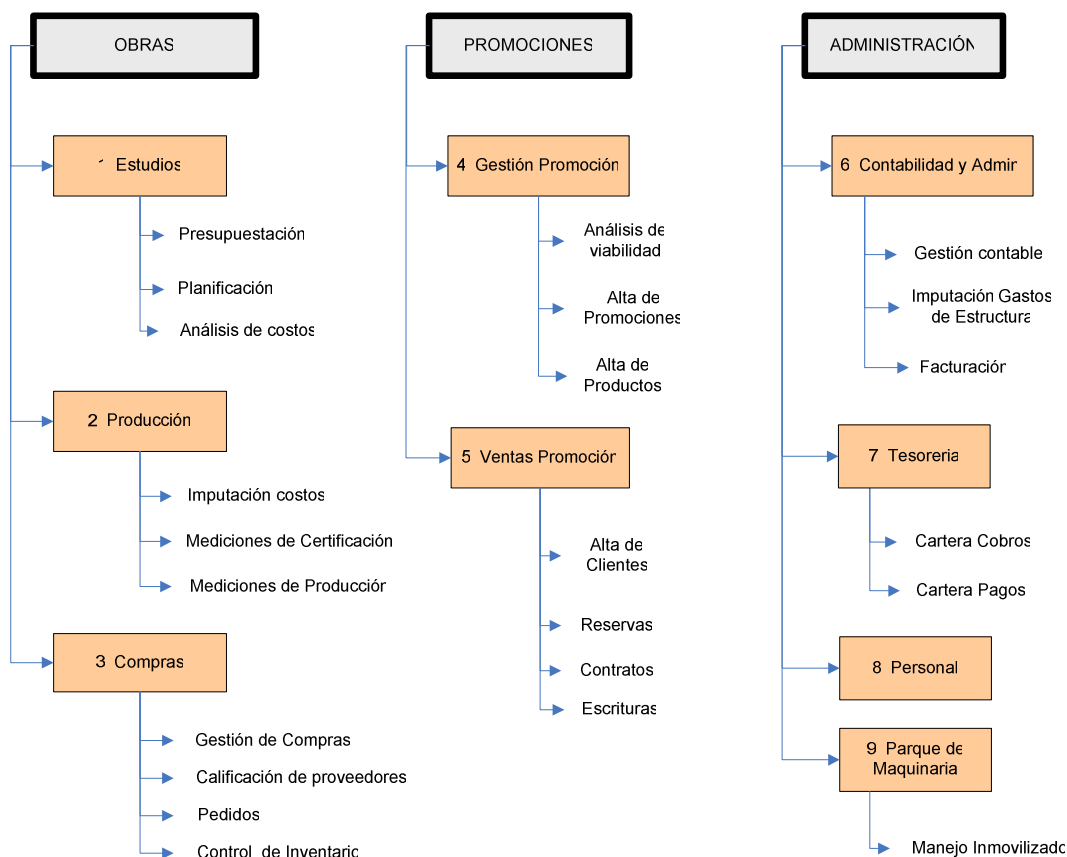 OBRAS
1 Estudios
Presupuestación
Planificación
Análisis de costos
2 Producción
Imputación costos
Mediciones de Certificación
Mediciones de Producción
3 Compras
Gestión de Compras
Calificación de proveedores
Pedidos
Control de Inventario
PROMOCIONES
4 Gestión Promoción
Análisis de
viabilidad
Alta de
Promociones
Alta de
Productos
5 Ventas Promoción
Alta de
Clientes
Reservas
Contratos
Escrituras
ADMINISTRACIÓN
6 Contabilidad y Admin
Gestión contable
Imputación Gastos
de Estructura
Facturación
7 Tesoreria
Cartera Cobros
Cartera Pagos
8 Personal
9 Parque de
Maquinaria
Manejo Inmovilizado